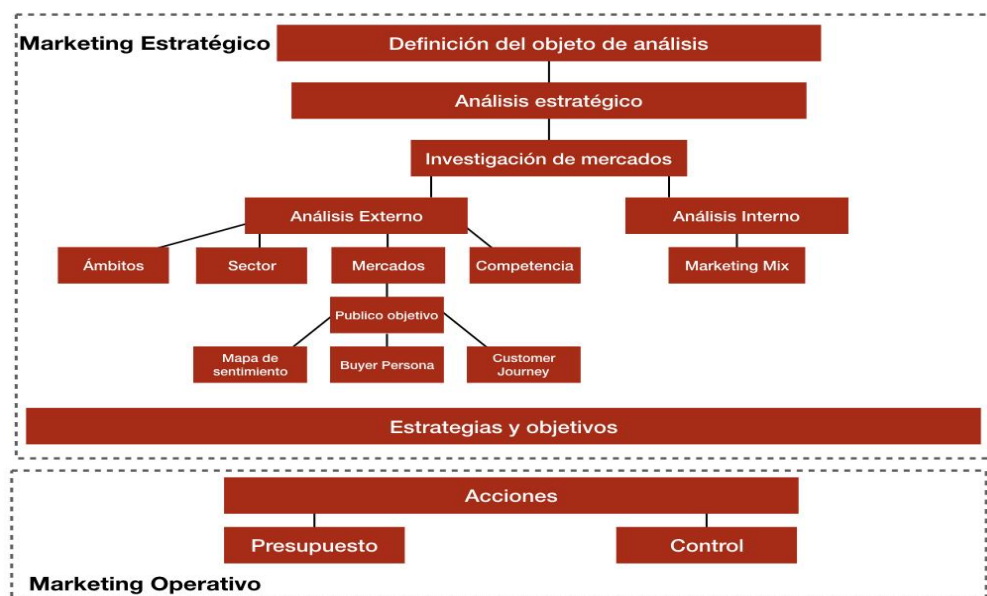 Marketing Estratégico
Definición del objeto de análisis
Análisis estratégico
Investigación de mercados
Análisis Externo
Análisis Interno
Ámbitos
Sector
Mercados
Competencia
Marketing Mix
Publico objetivo
Mapa de
sentimiento
Buyer Persona
Customer
Journey
Estrategias y objetivos
Acciones
Presupuesto
Control
Marketing Operativo